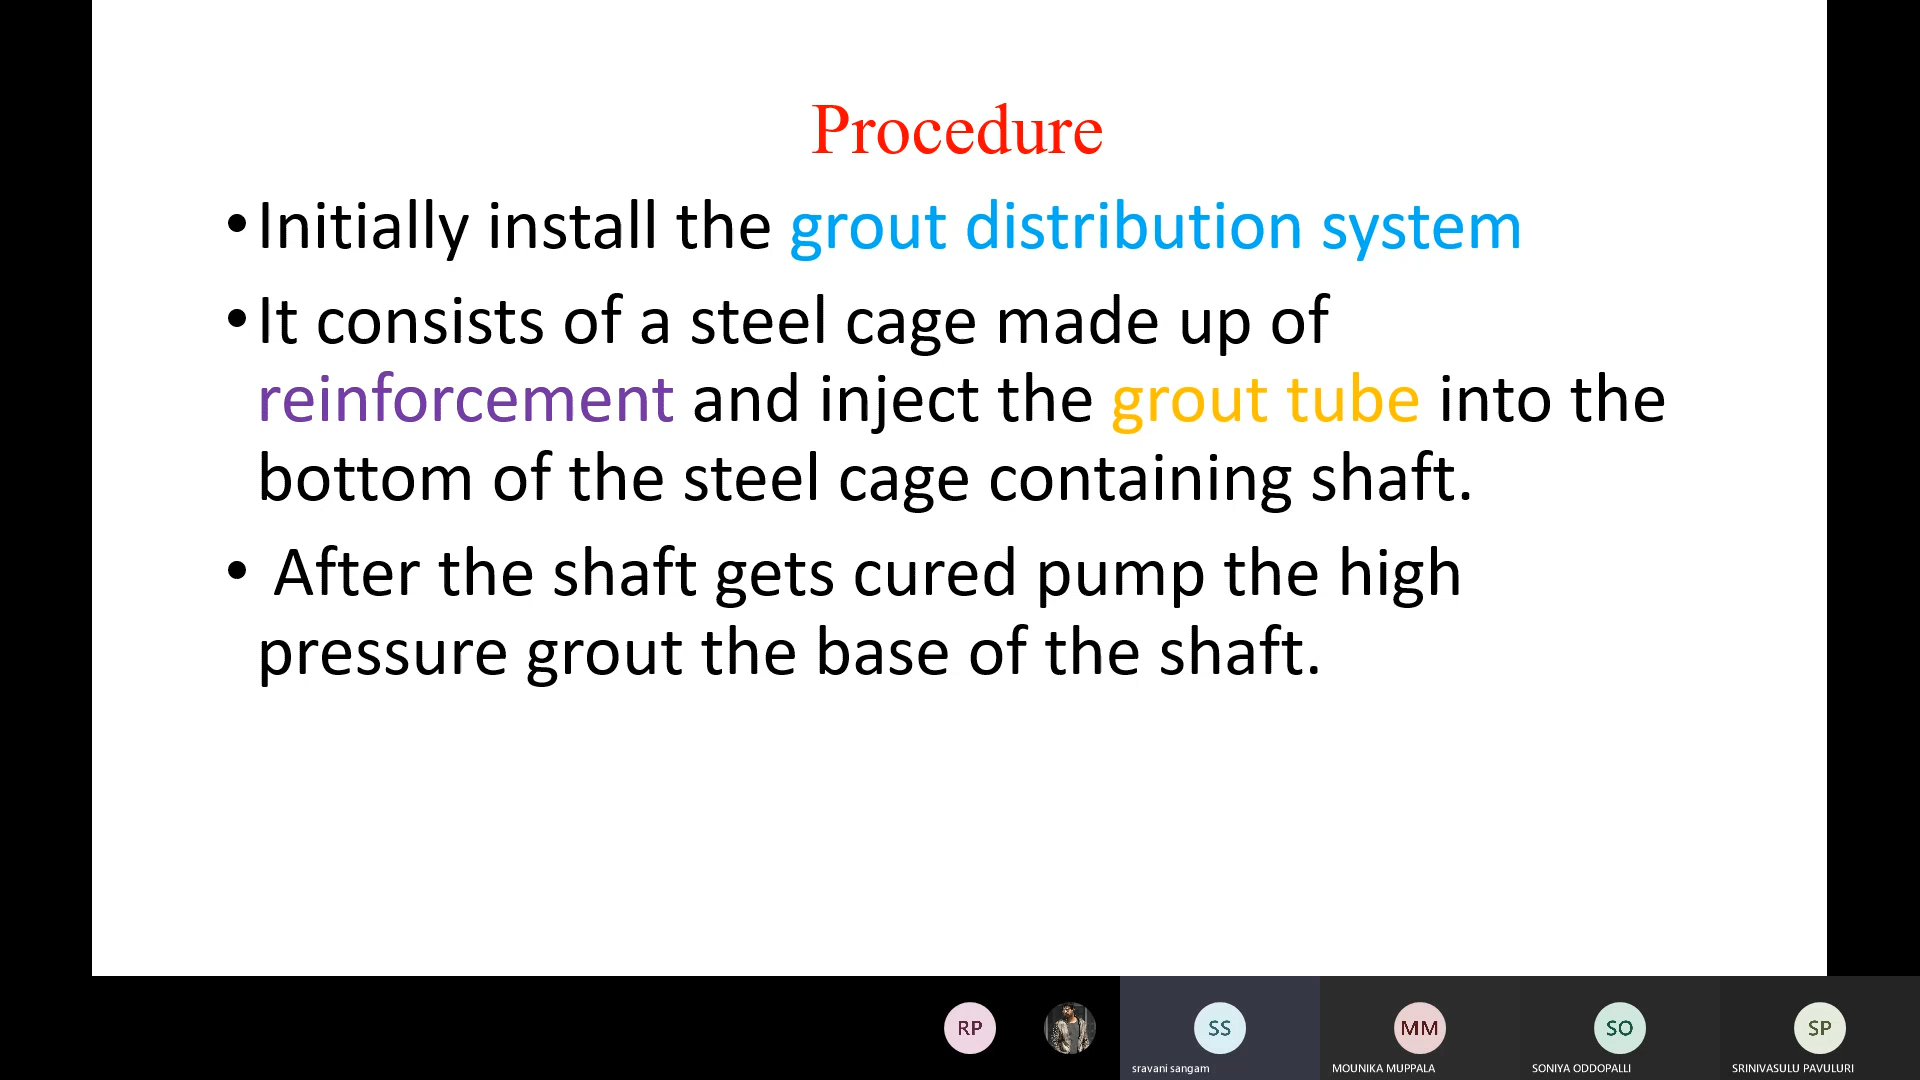 Procedure
•Initially install the grout distribution system
•It consists of a steel cage made up of
reinforcement and inject the grout tube into the
bottom of the steel cage containing shaft.
• After the shaft gets cured pump the high
pressure grout the base of the shaft.
RP
SS
MM
SO
SP
sravani sangam
MOUNIKA MUPPALA
SONIYA ODDOPALLI
SRINIVASULU PAVULURI